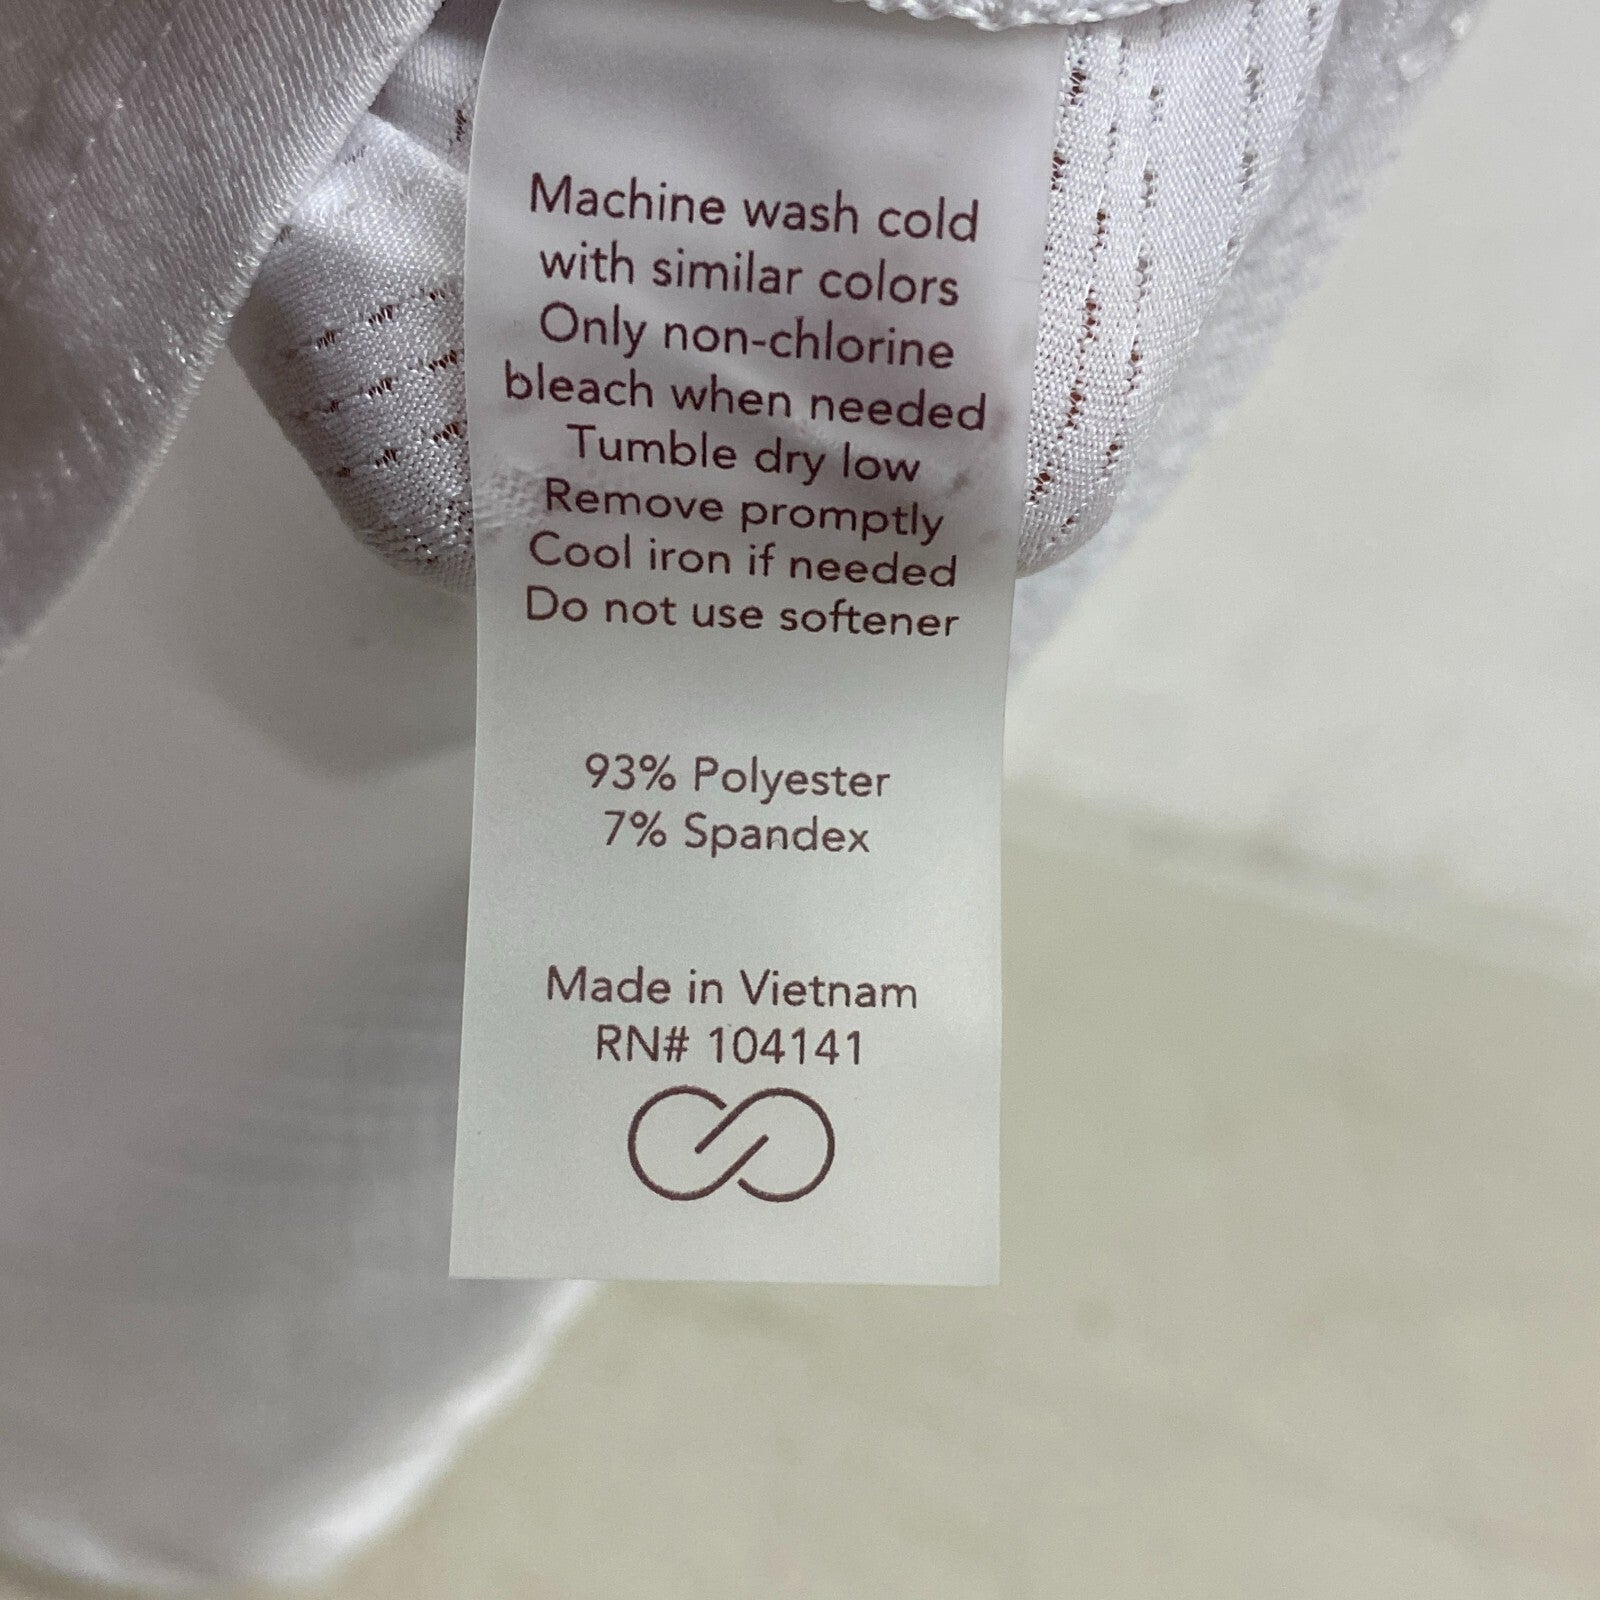 Machine wash cold
with similar colors
Only non-chlorine
bleach when needed
Tumble dry low
Remove promptly
Cool iron if needed
Do not use softener
93% Polyester
7% Spandex
Made in Vietnam
RN# 104141